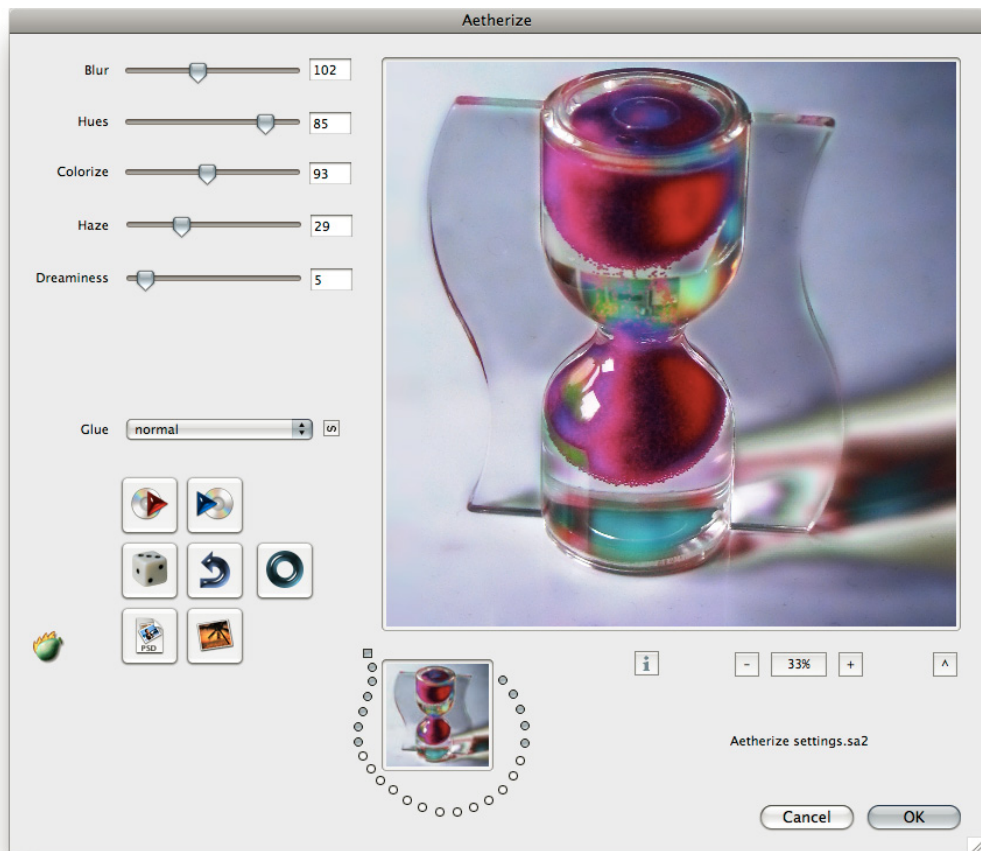 Aetherize
Blur 102
Hues 85
Colorize 93
Haze 29
Dreaminess 5
Glue normal S
PSD
i - 33% + ^
Aetherize settings.sa2
Cancel OK